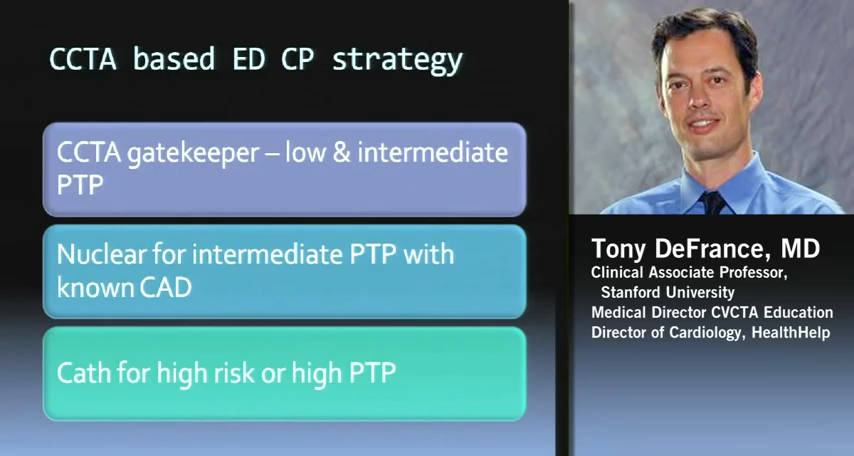 CCTA based ED CP strategy
CCTA gatekeeper – low & intermediate
PTP
Nuclear for intermediate PTP with
known CAD
Cath for high risk or high PTP
Tony DeFrance, MD
Clinical Associate Professor,
Stanford University
Medical Director CVCTA Education
Director of Cardiology, HealthHelp